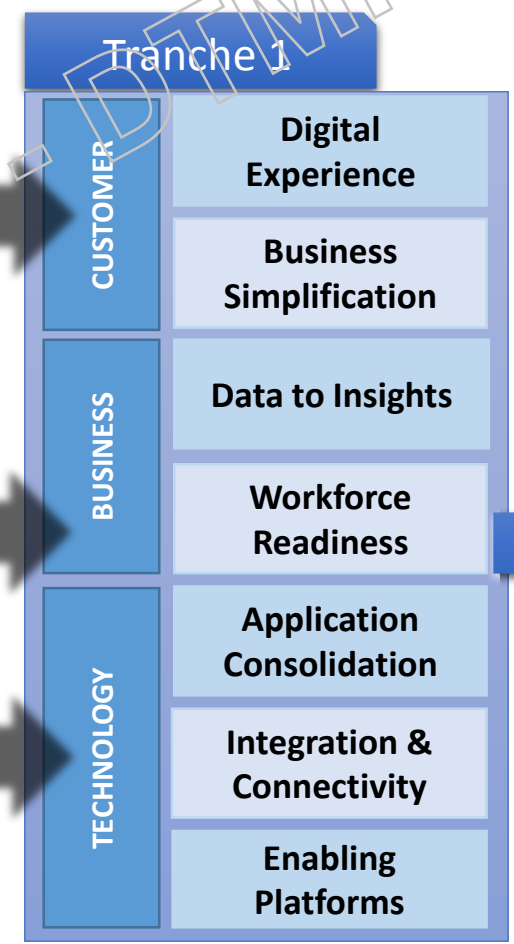 Tranche 1
CUSTOMER
Digital
Experience
Business
Simplification
BUSINESS
Data to Insights
Workforce
Readiness
TECHNOLOGY
Application
Consolidation
Integration &
Connectivity
Enabling
Platforms